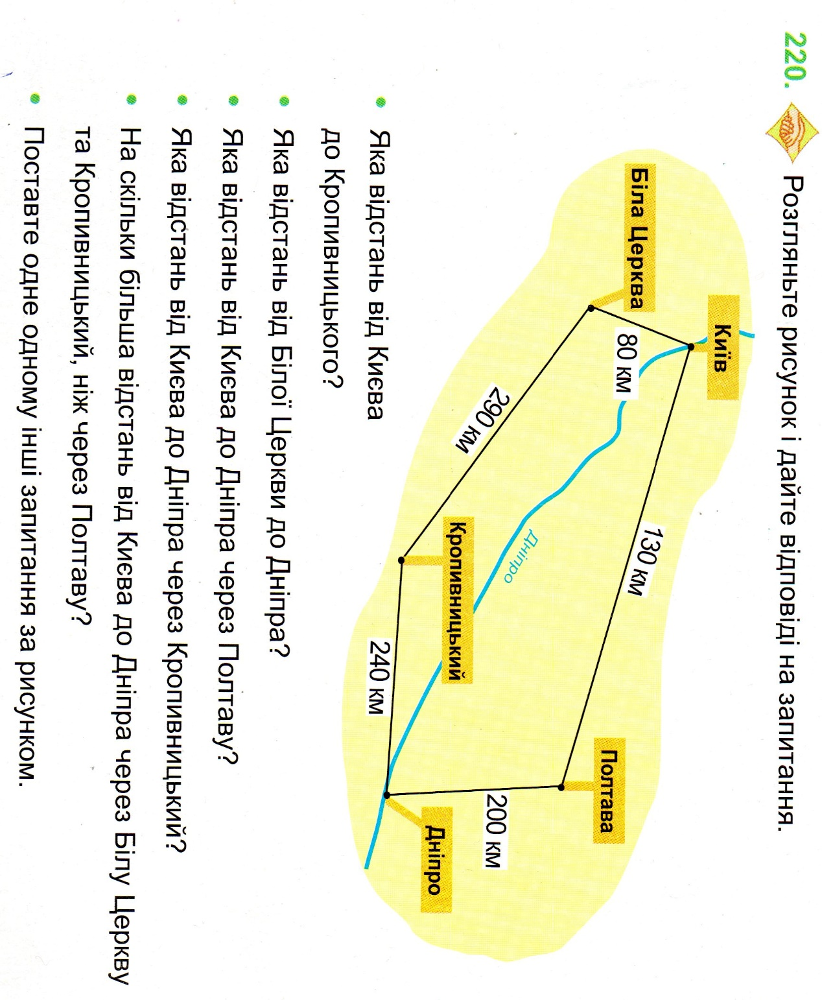 220. Розгляньте рисунок і дайте відповіді на запитання.
Київ
Біла Церква
80 км
130 км
Полтава
290 км
Дніпро
Кропивницький
200 км
240 км
Дніпро
• Яка відстань від Києва
до Кропивницького?
• Яка відстань від Білої Церкви до Дніпра?
• Яка відстань від Києва до Дніпра через Полтаву?
• Яка відстань від Києва до Дніпра через Кропивницький?
• На скільки більша відстань від Києва до Дніпра через Білу Церкву
та Кропивницький, ніж через Полтаву?
• Поставте одне одному інші запитання за рисунком.